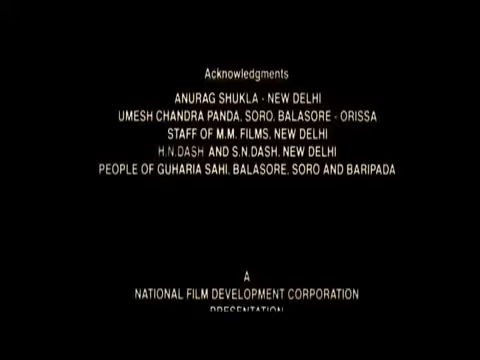 Acknowledgments
ANURAG SHUKLA - NEW DELHI
UMESH CHANDRA PANDA, SORO, BALASORE - ORISSA
STAFF OF M.M. FILMS, NEW DELHI
H.N.DASH AND S.N.DASH, NEW DELHI
PEOPLE OF GUHARIA SAHI, BALASORE, SORO AND BARIPADA
A
NATIONAL FILM DEVELOPMENT CORPORATION
PRESENTATION